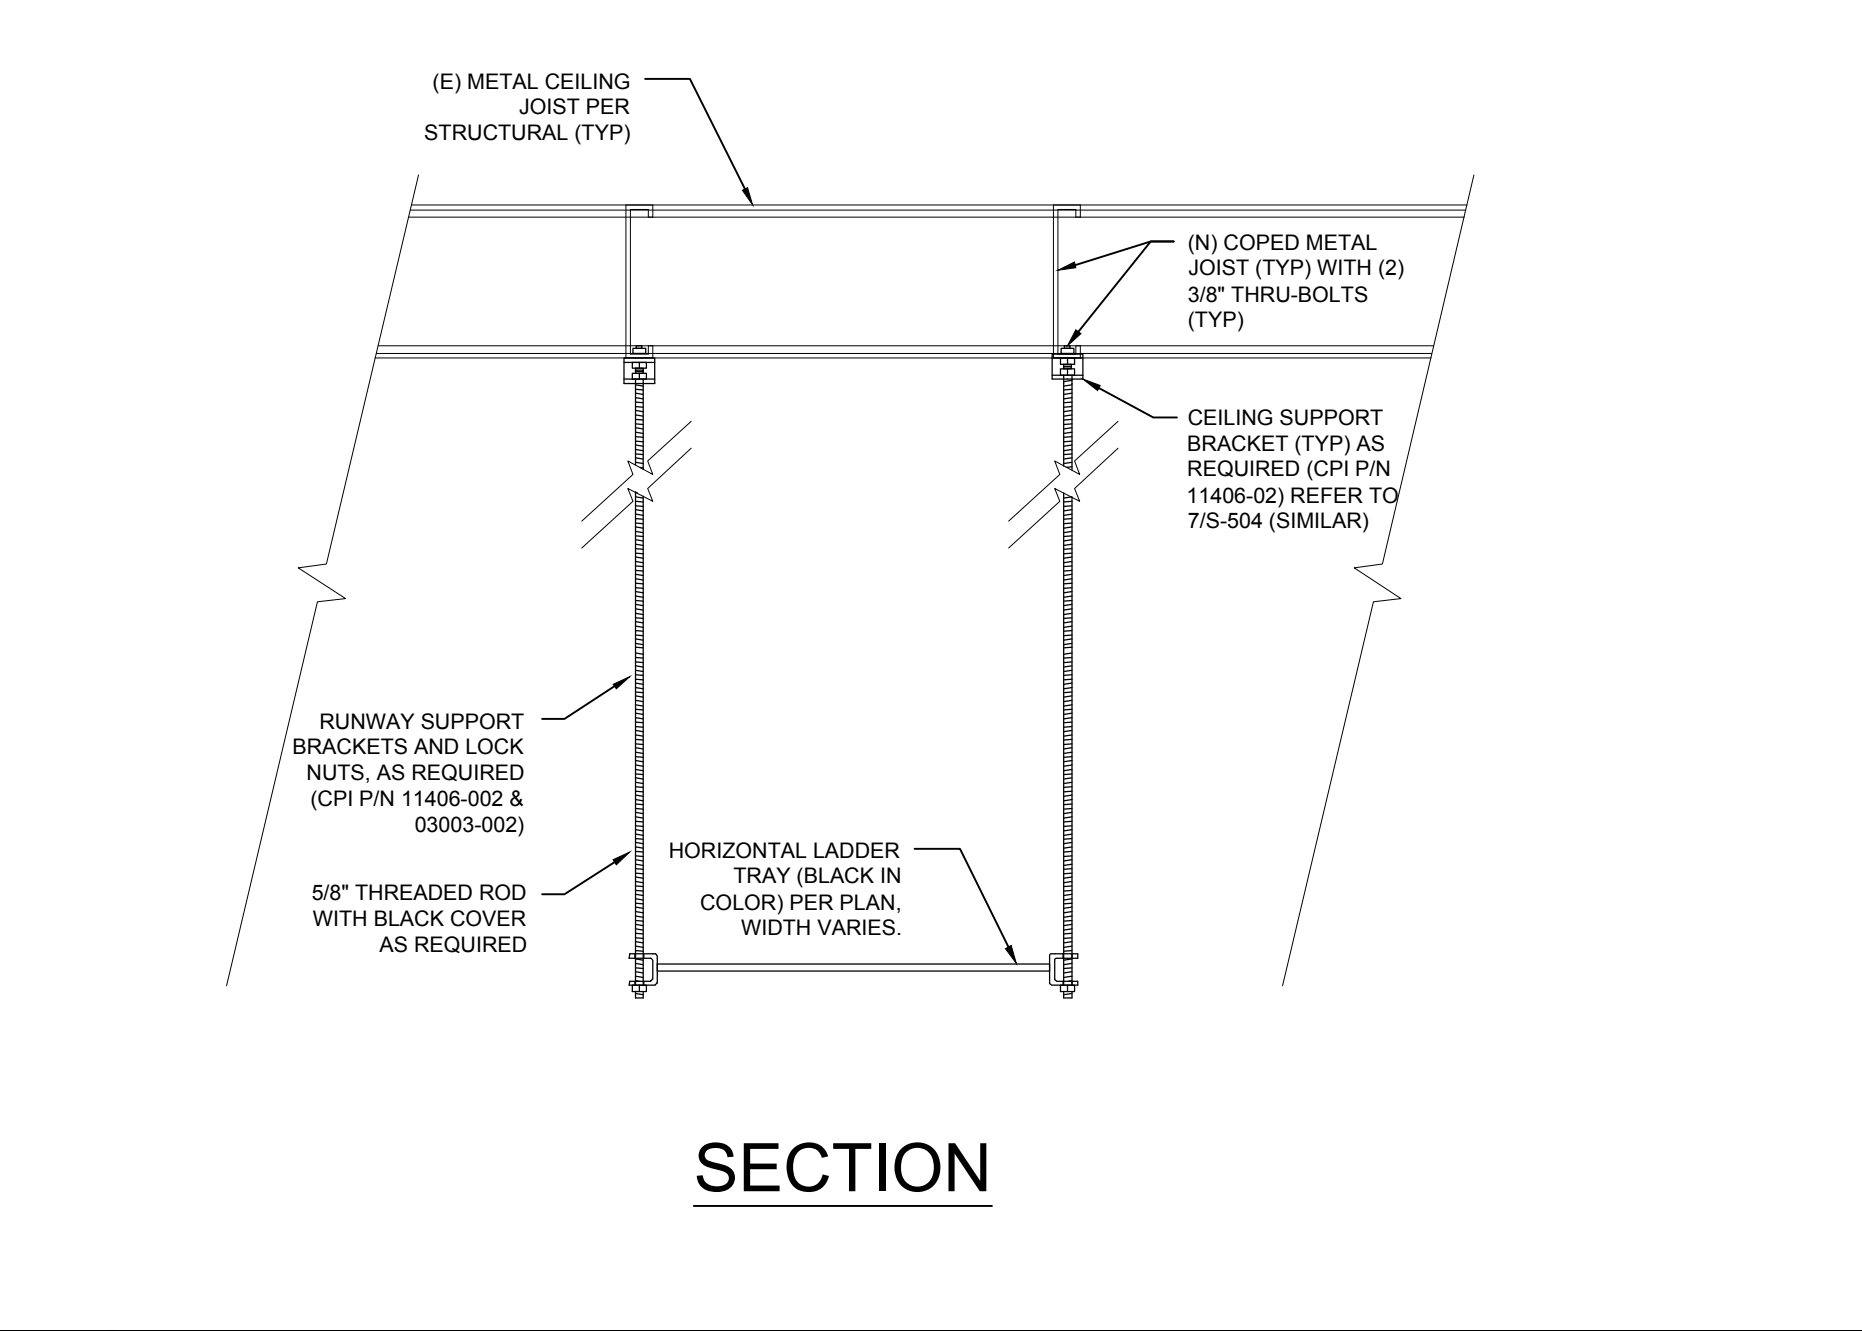 (E) METAL CEILING
JOIST PER
STRUCTURAL (TYP)
(N) COPED METAL
JOIST (TYP) WITH (2)
3/8" THRU-BOLTS
(TYP)
CEILING SUPPORT
BRACKET (TYP) AS
REQUIRED (CPI P/N
11406-02) REFER TO
7/S-504 (SIMILAR)
RUNWAY SUPPORT
BRACKETS AND LOCK
NUTS, AS REQUIRED
(CPI P/N 11406-002 &
03003-002)
5/8" THREADED ROD
WITH BLACK COVER
AS REQUIRED
HORIZONTAL LADDER
TRAY (BLACK IN
COLOR) PER PLAN,
WIDTH VARIES.
SECTION